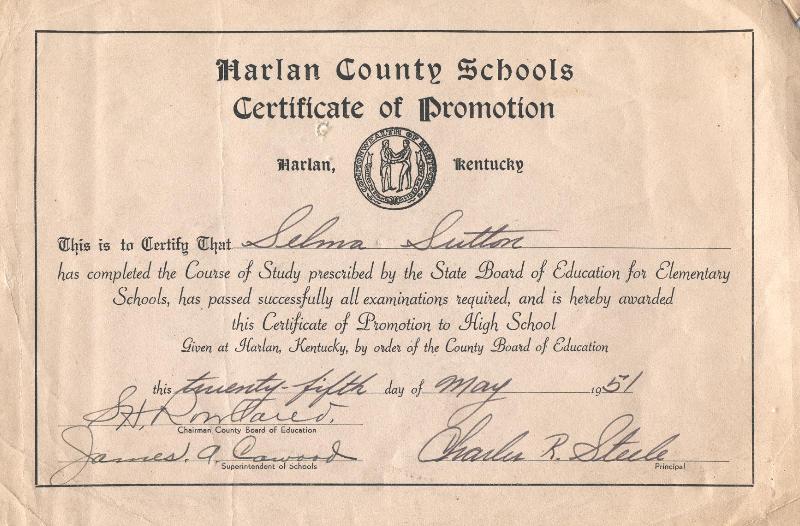 Harlan County Schools
Certificate of Promotion
COMMONWEALTH OF KENTUCKY
Harlan, Kentucky
This is to Certify That Selma Sutton
has completed the Course of Study prescribed by the State Board of Education for Elementary
Schools, has passed successfully all examinations required, and is hereby awarded
this Certificate of Promotion to High School
Given at Harlan, Kentucky, by order of the County Board of Education
this twenty-fifth day of May 1951
S.H.
Chairman County Board of Education
James. A. Cawood Charles R. Steele
Superintendent of Schools Principal